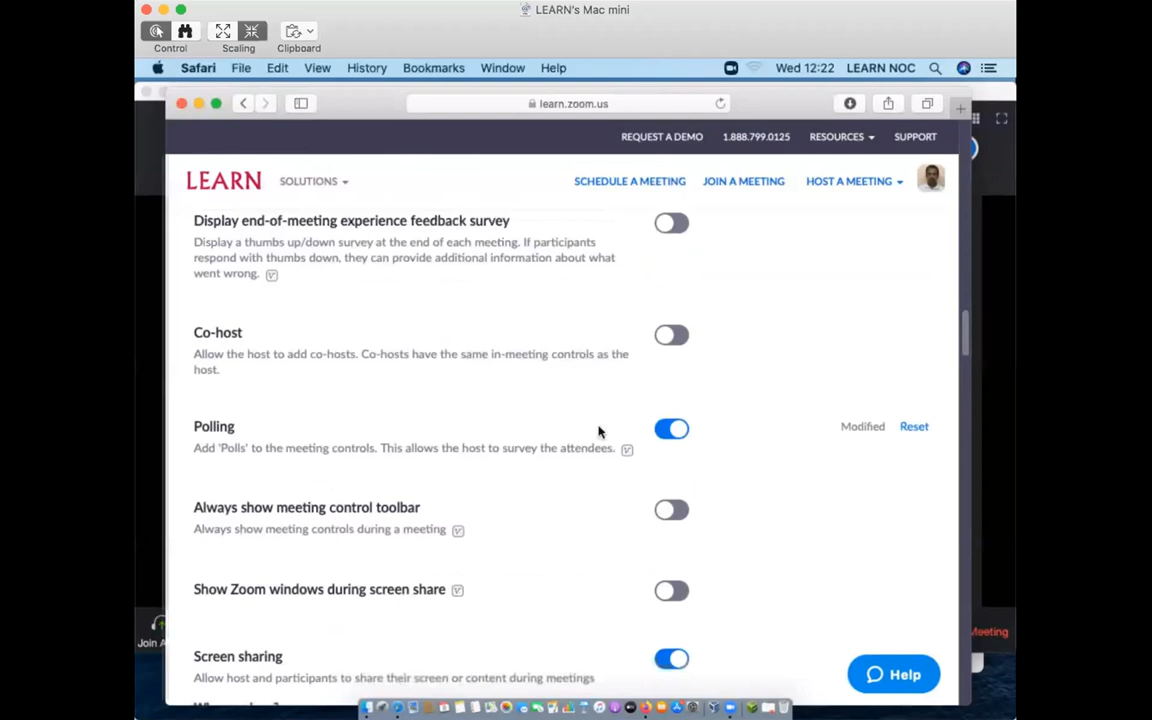 LEARN's Mac mini
Control
Scaling
Clipboard
Safari File Edit View History Bookmarks Window Help Wed 12:22 LEARN NOC
learn.zoom.us
REQUEST A DEMO 1.888.799.0125 RESOURCES SUPPORT
LEARN SOLUTIONS SCHEDULE A MEETING JOIN A MEETING HOST A MEETING
Display end-of-meeting experience feedback survey
Display a thumbs up/down survey at the end of each meeting. If participants
respond with thumbs down, they can provide additional information about what
went wrong.
Co-host
Allow the host to add co-hosts. Co-hosts have the same in-meeting controls as the
host.
Polling Modified Reset
Add 'Polls' to the meeting controls. This allows the host to survey the attendees.
Always show meeting control toolbar
Always show meeting controls during a meeting
Show Zoom windows during screen share
Join A
Meeting
Screen sharing
Allow host and participants to share their screen or content during meetings
Help